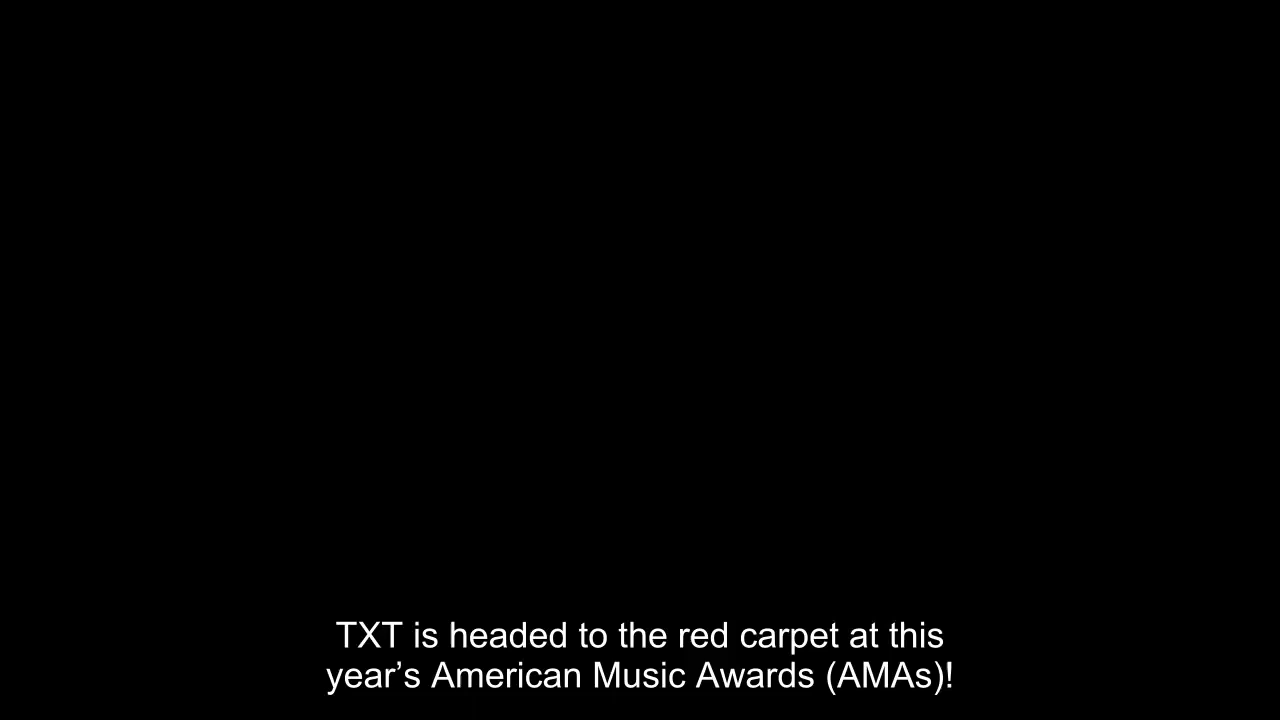 TXT is headed to the red carpet at this
year’s American Music Awards (AMAs)!